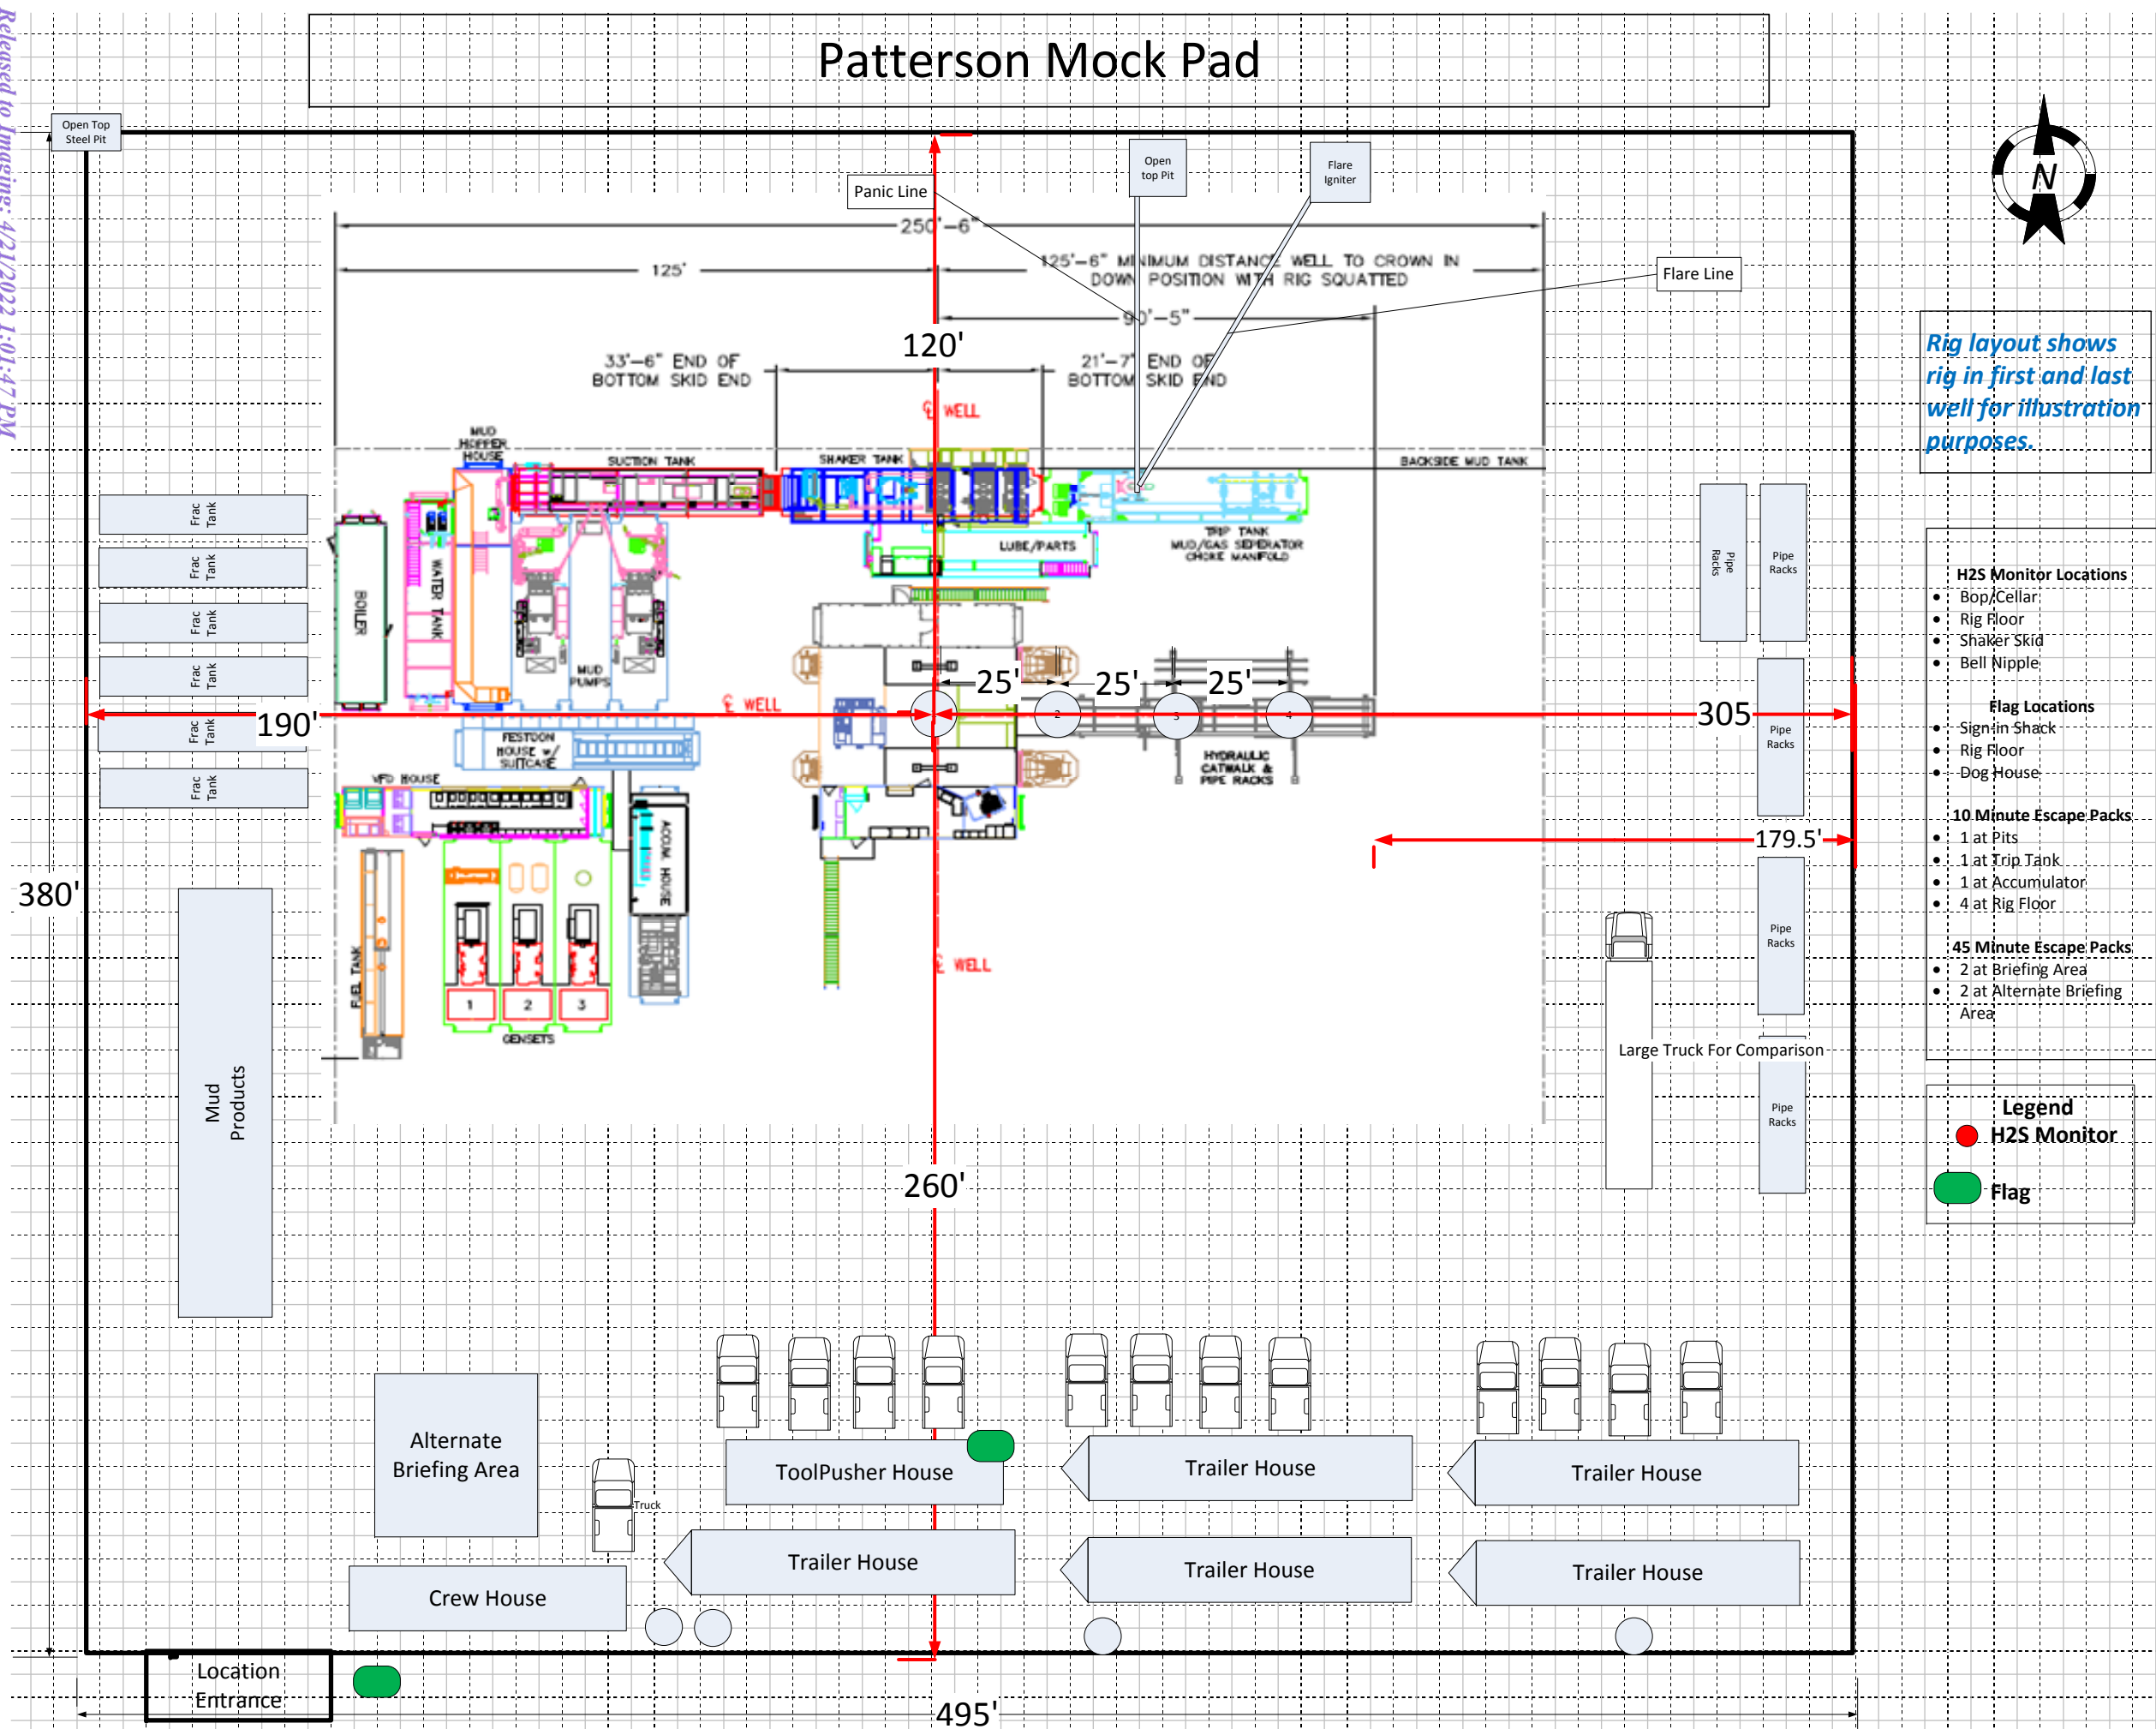 Released to Imaging: 4/21/2022 1:01:47 PM
Patterson Mock Pad
Open Top
Steel Pit
Open
top Pit
Flare
Igniter
Panic Line
N
250'-6"
125'
125'-6" MINIMUM DISTANCE WELL TO CROWN IN
DOWN POSITION WITH RIG SQUATTED
Flare Line
90'-5"
120'
33'-6" END OF
BOTTOM SKID END
21'-7" END OF
BOTTOM SKID END
Rig layout shows
rig in first and last
well for illustration
purposes.
℄ WELL
MUD
HOPPER
HOUSE
SUCTION TANK
SHAKER TANK
BACKSIDE MUD TANK
Frac
Tank
Frac
Tank
Frac
Tank
Frac
Tank
Frac
Tank
Frac
Tank
BOILER
WATER TANK
MUD
PUMPS
LUBE/PARTS
TRIP TANK
MUD/GAS SEPERATOR
CHOKE MANIFOLD
Pipe
Racks
Pipe
Racks
Pipe
Racks
Pipe
Racks
Pipe
Racks
H2S Monitor Locations
• Bop/Cellar
• Rig Floor
• Shaker Skid
• Bell Nipple
Flag Locations
• Sign-in Shack
• Rig Floor
• Dog House
10 Minute Escape Packs
• 1 at Pits
• 1 at Trip Tank
• 1 at Accumulator
• 4 at Rig Floor
45 Minute Escape Packs
• 2 at Briefing Area
• 2 at Alternate Briefing
Area
25'
25'
25'
190'
℄ WELL
2
3
4
305
FESTOON
HOUSE w/
SUITCASE
HYDRAULIC
CATWALK &
PIPE RACKS
VFD HOUSE
ACCUM. HOUSE
179.5'
380'
FUEL TANK
℄ WELL
1
2
3
GENSETS
Mud
Products
Large Truck For Comparison
Legend
H2S Monitor
Flag
260'
Alternate
Briefing Area
Truck
ToolPusher House
Trailer House
Trailer House
Trailer House
Trailer House
Trailer House
Crew House
Location
Entrance
495'